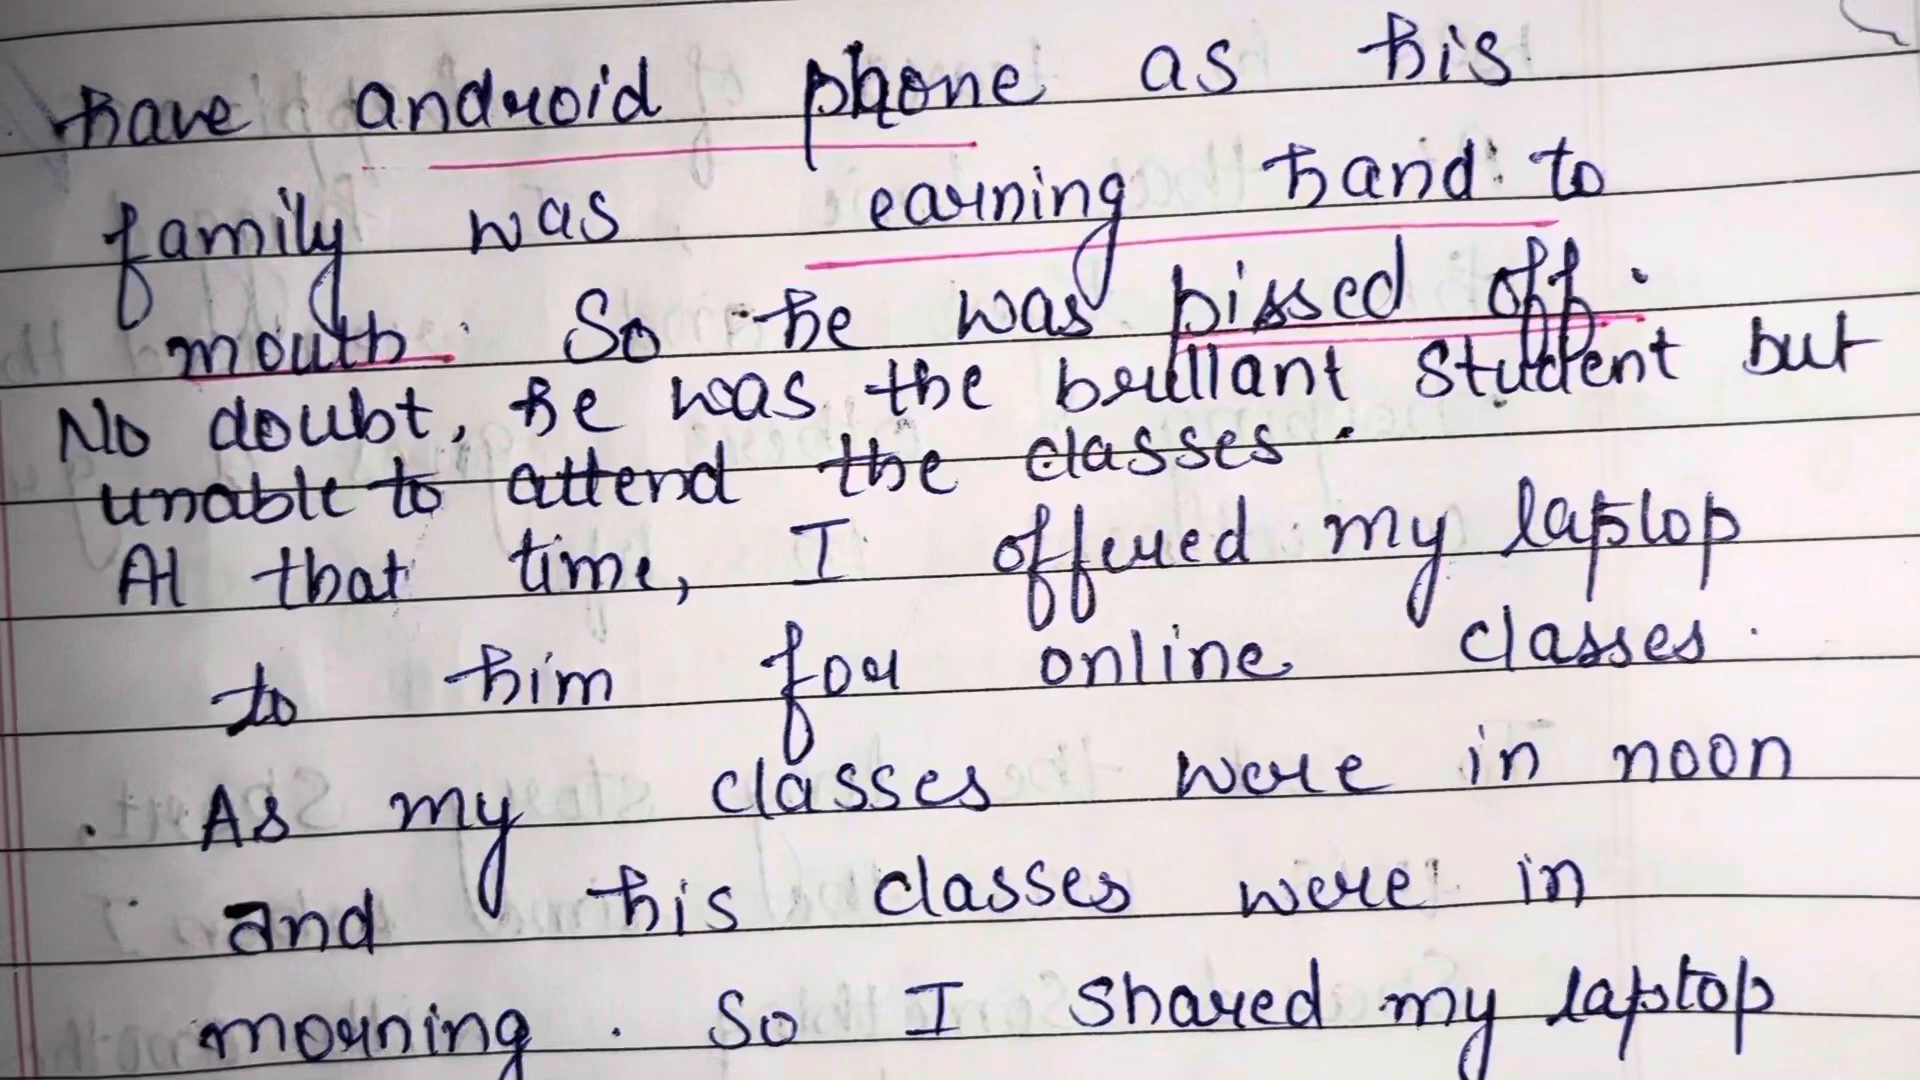 have android phone as his
family was earning hand to
mouth. So he was pissed off.
No doubt, he was the brillant student but
unable to attend the classes.
At that time, I offered my laptop
to him for online classes.
As my classes were in noon
and his classes were in
morning. So I shared my laptop